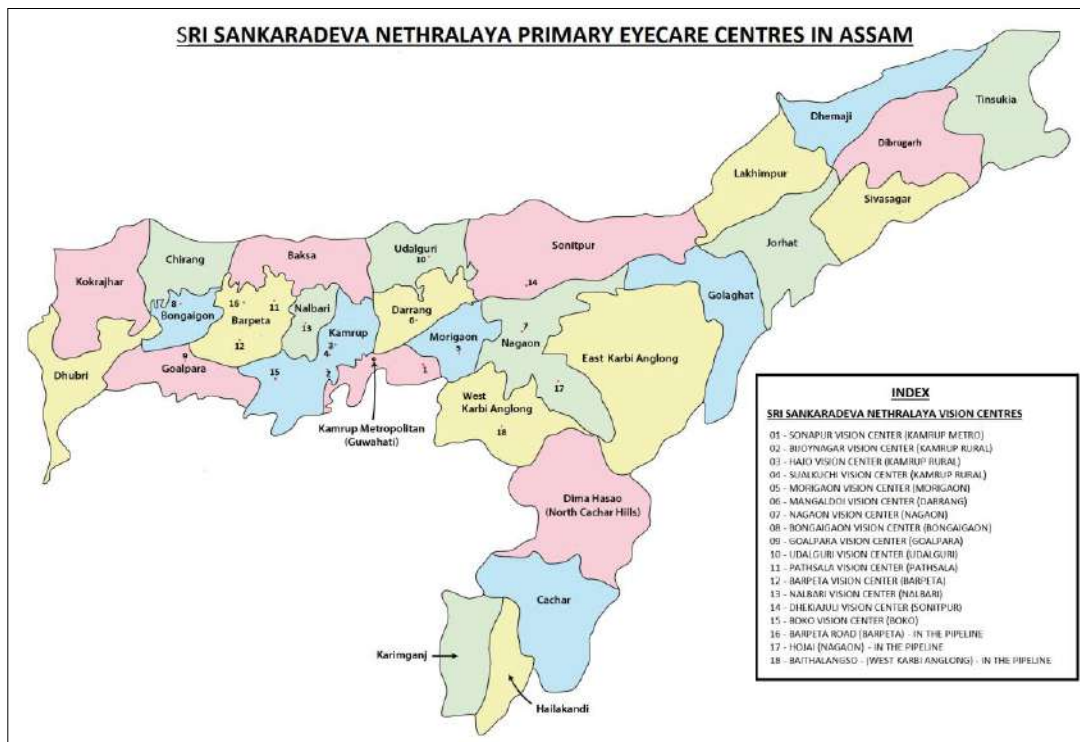 SRI SANKARADEVA NETHRALAYA PRIMARY EYECARE CENTRES IN ASSAM
Tinsukia
Dhemaji
Dibrugarh
Lakhimpur
Sivasagar
Jorhat
Udalguri
10
Sonitpur
14
Baksa
Chirang
Kokrajhar
Golaghat
8
Bongaigon
16
11
Barpeta
12
Nalbari
13
Kamrup
3
4
2
Darrang
6
Morigaon
5
7
Nagaon
East Karbi Anglong
9
Goalpara
Dhubri
15
1
17
Kamrup Metropolitan
(Guwahati)
West
Karbi Anglong
18
Dima Hasao
(North Cachar Hills)
Cachar
Karimganj
Hailakandi
INDEX
SRI SANKARADEVA NETHRALAYA VISION CENTRES
01 - SONAPUR VISION CENTER (KAMRUP METRO)
02 - BIJOYNAGAR VISION CENTER (KAMRUP RURAL)
03 - HAJO VISION CENTER (KAMRUP RURAL)
04 - SUALKUCHI VISION CENTER (KAMRUP RURAL)
05 - MORIGAON VISION CENTER (MORIGAON)
06 - MANGALDOI VISION CENTER (DARRANG)
07 - NAGAON VISION CENTER (NAGAON)
08 - BONGAIGAON VISION CENTER (BONGAIGAON)
09 - GOALPARA VISION CENTER (GOALPARA)
10 - UDALGURI VISION CENTER (UDALGURI)
11 - PATHSALA VISION CENTER (PATHSALA)
12 - BARPETA VISION CENTER (BARPETA)
13 - NALBARI VISION CENTER (NALBARI)
14 - DHEKIAJULI VISION CENTER (SONITPUR)
15 - BOKO VISION CENTER (BOKO)
16 - BARPETA ROAD (BARPETA) - IN THE PIPELINE
17 - HOJAI (NAGAON) - IN THE PIPELINE
18 - BAITHALANGSO - (WEST KARBI ANGLONG) - IN THE PIPELINE